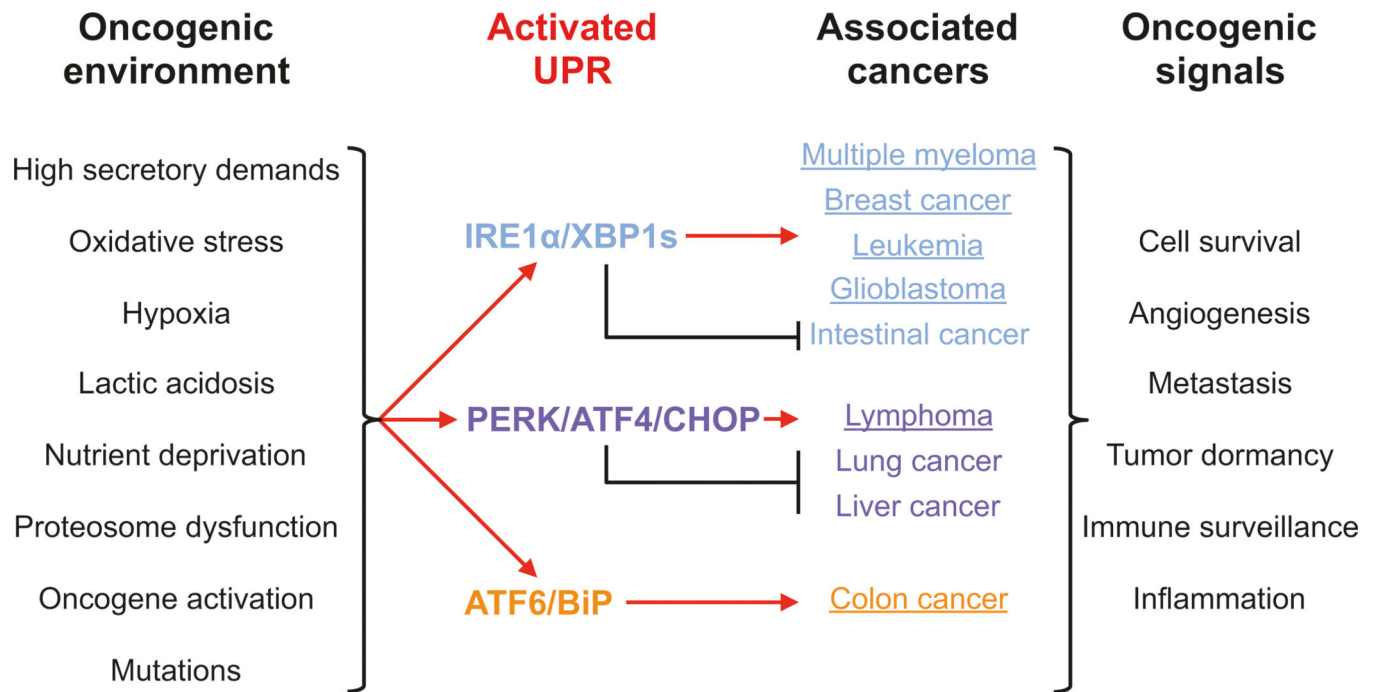 Oncogenic
environment
High secretory demands
Oxidative stress
Hypoxia
Lactic acidosis
Nutrient deprivation
Proteosome dysfunction
Oncogene activation
Mutations
Activated
UPR
IRE1α/XBP1s
PERK/ATF4/CHOP
ATF6/BiP
Associated
cancers
Multiple myeloma
Breast cancer
Leukemia
Glioblastoma
Intestinal cancer
Lymphoma
Lung cancer
Liver cancer
Colon cancer
Oncogenic
signals
Cell survival
Angiogenesis
Metastasis
Tumor dormancy
Immune surveillance
Inflammation